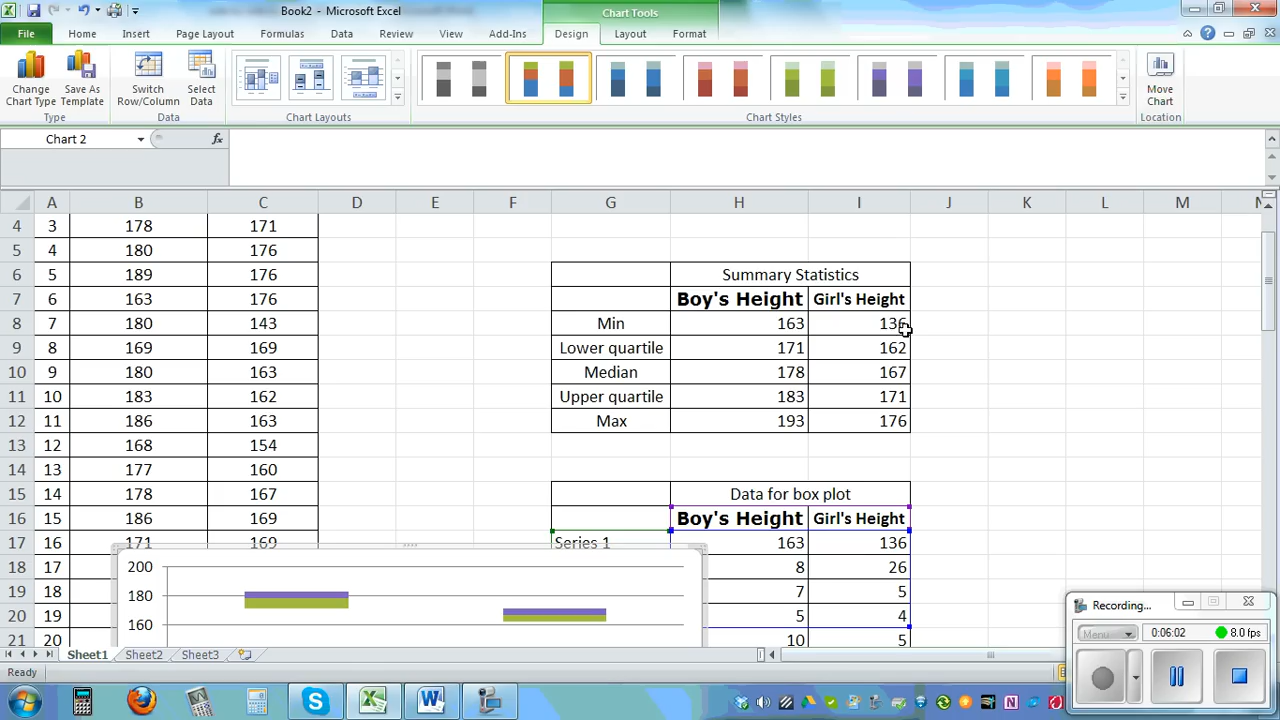 Book2 - Microsoft Excel
Chart Tools
File Home Insert Page Layout Formulas Data Review View Add-Ins Design Layout Format
Change Chart Type
Save As Template
Switch Row/Column
Select Data
Move Chart
Type Data Chart Layouts Chart Styles Location
Chart 2 fx
A B C D E F G H I J K L M N
4 3 178 171
5 4 180 176
6 5 189 176 Summary Statistics
7 6 163 176 Boy's Height Girl's Height
8 7 180 143 Min 163 136
9 8 169 169 Lower quartile 171 162
10 9 180 163 Median 178 167
11 10 183 162 Upper quartile 183 171
12 11 186 163 Max 193 176
13 12 168 154
14 13 177 160
15 14 178 167 Data for box plot
16 15 186 169 Boy's Height Girl's Height
17 16 171 169 Series 1 163 136
18 17 200 8 26
19 18 180 7 5
20 19 160 5 4
21 20 10 5
Recording...
Menu 0:06:02 8.0 fps
Sheet1 Sheet2 Sheet3
Ready